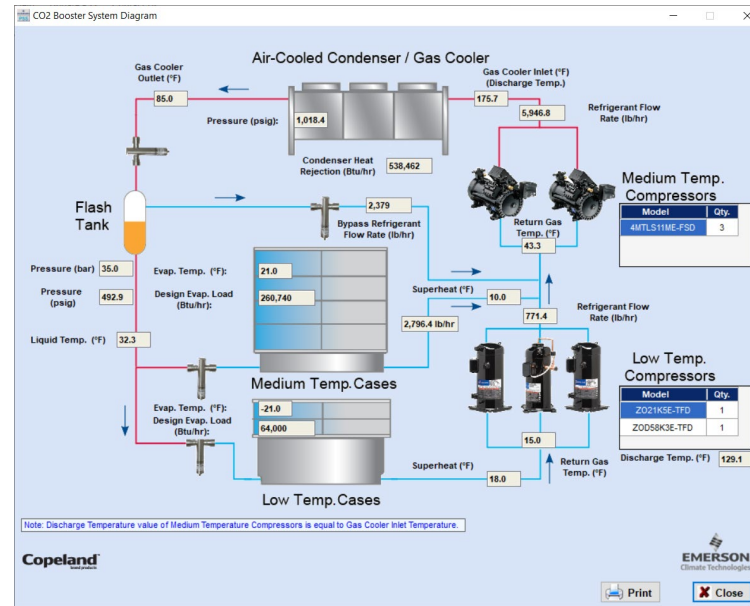 CO2 Booster System Diagram
Air-Cooled Condenser / Gas Cooler
Gas Cooler
Outlet (°F)
85.0
Pressure (psig):
1,018.4
Gas Cooler Inlet (°F)
(Discharge Temp.)
175.7
5,946.8
Refrigerant Flow
Rate (lb/hr)
Condenser Heat
Rejection (Btu/hr)
538,462
Flash
Tank
2,379
Bypass Refrigerant
Flow Rate (lb/hr)
Return Gas
Temp. (°F)
43.3
Medium Temp.
Compressors
Model Qty.
4MTLS11ME-FSD 3
Pressure (bar) 35.0
Pressure
(psig)
492.9
Liquid Temp. (°F) 32.3
Evap. Temp. (°F):
21.0
Design Evap. Load
(Btu/hr):
260,740
Superheat (°F)
10.0
2,796.4 lb/hr
771.4
Refrigerant Flow
Rate (lb/hr)
Medium Temp.Cases
Low Temp.
Compressors
Model Qty.
ZO21K5E-TFD 1
ZOD58K3E-TFD 1
Discharge Temp. (°F) 129.1
Evap. Temp. (°F):
-21.0
Design Evap. Load
(Btu/hr):
64,000
15.0
Return Gas
Temp. (°F)
Superheat (°F)
18.0
Low Temp.Cases
Note: Discharge Temperature value of Medium Temperature Compressors is equal to Gas Cooler Inlet Temperature.
Copeland
brand products
EMERSON
Climate Technologies
Print
Close